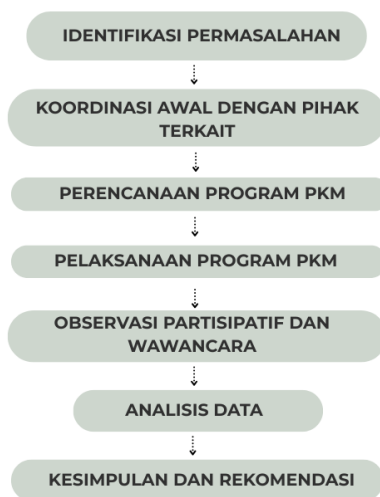 IDENTIFIKASI PERMASALAHAN
KOORDINASI AWAL DENGAN PIHAK
TERKAIT
PERENCANAAN PROGRAM PKM
PELAKSANAAN PROGRAM PKM
OBSERVASI PARTISIPATIF DAN
WAWANCARA
ANALISIS DATA
KESIMPULAN DAN REKOMENDASI